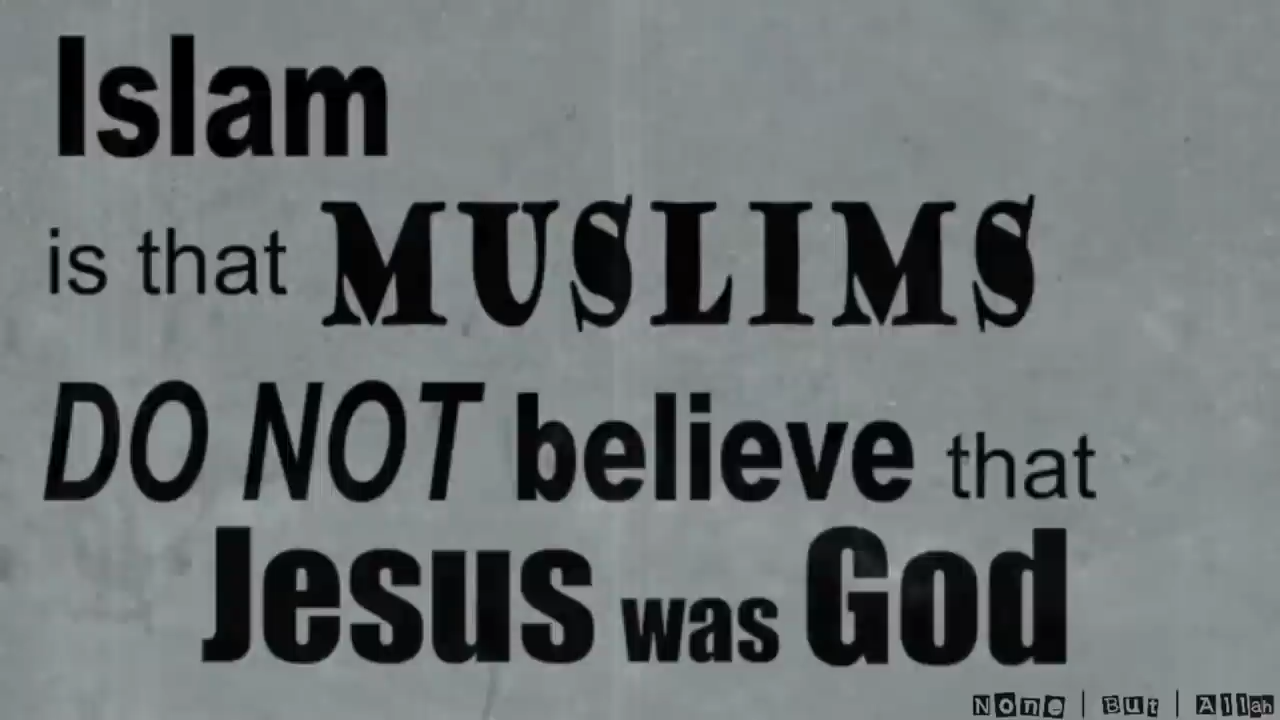 Islam
is that MUSLIMS
DO NOT believe that
Jesus was God
None | But | Allah